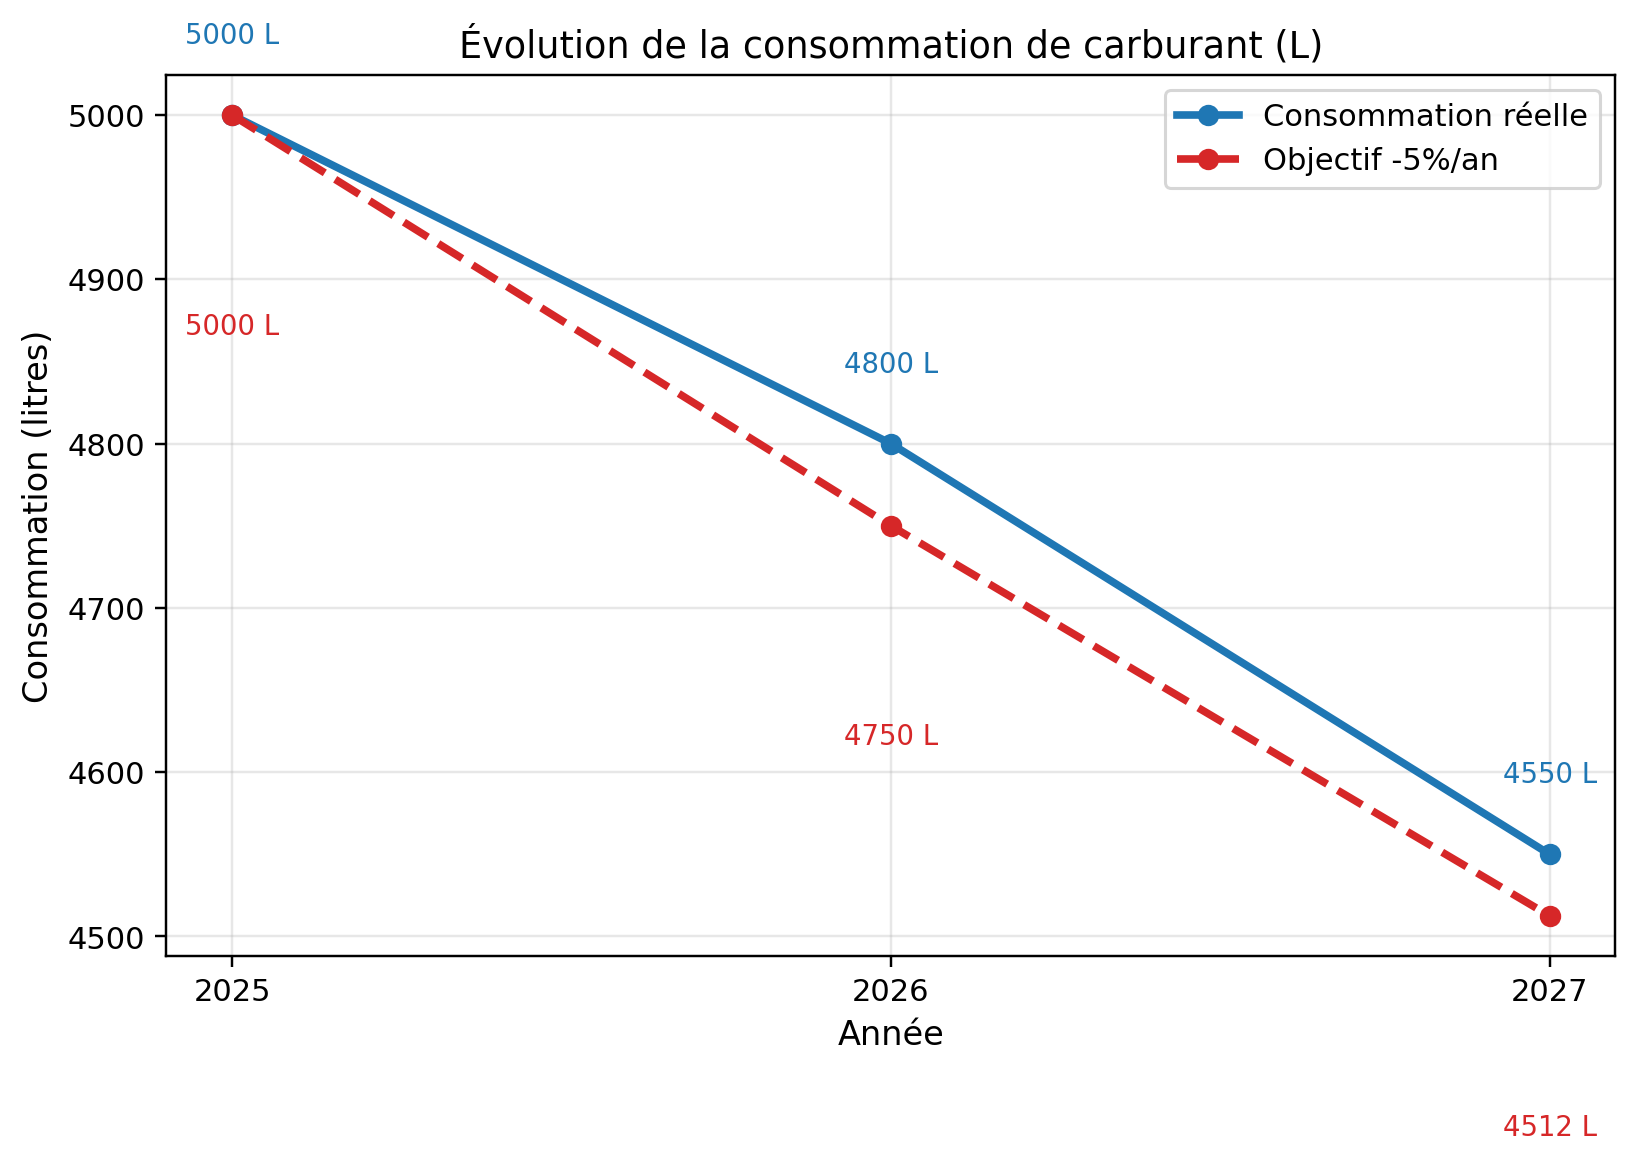 5000 L
Évolution de la consommation de carburant (L)
Consommation réelle
Objectif -5%/an
Consommation (litres)
5000
4900
4800
4700
4600
4500
5000 L
4800 L
4750 L
4550 L
2025
2026
2027
Année
4512 L